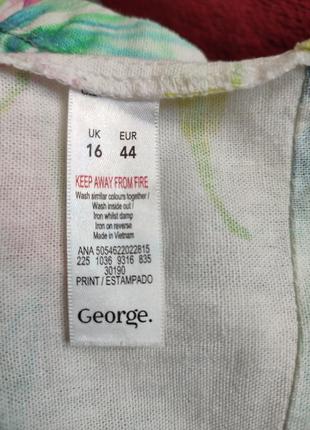 UK EUR
16 44
KEEP AWAY FROM FIRE
Wash similar colours together /
Wash inside out /
Iron whilst damp
Iron on reverse
Made in Vietnam
ANA 5054622022815
225 1036 9316 835
30190
PRINT / ESTAMPADO
George.